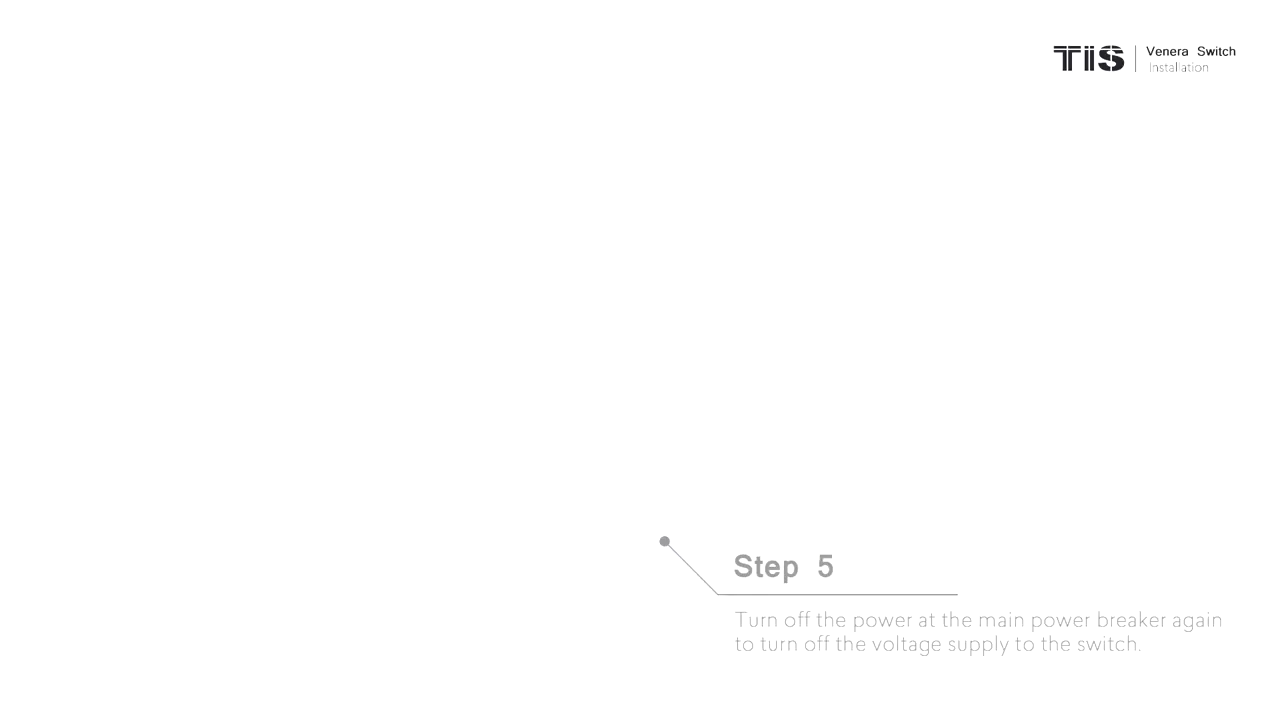 TIS
Venera Switch
Installation
Step 5
Turn off the power at the main power breaker again
to turn off the voltage supply to the switch.